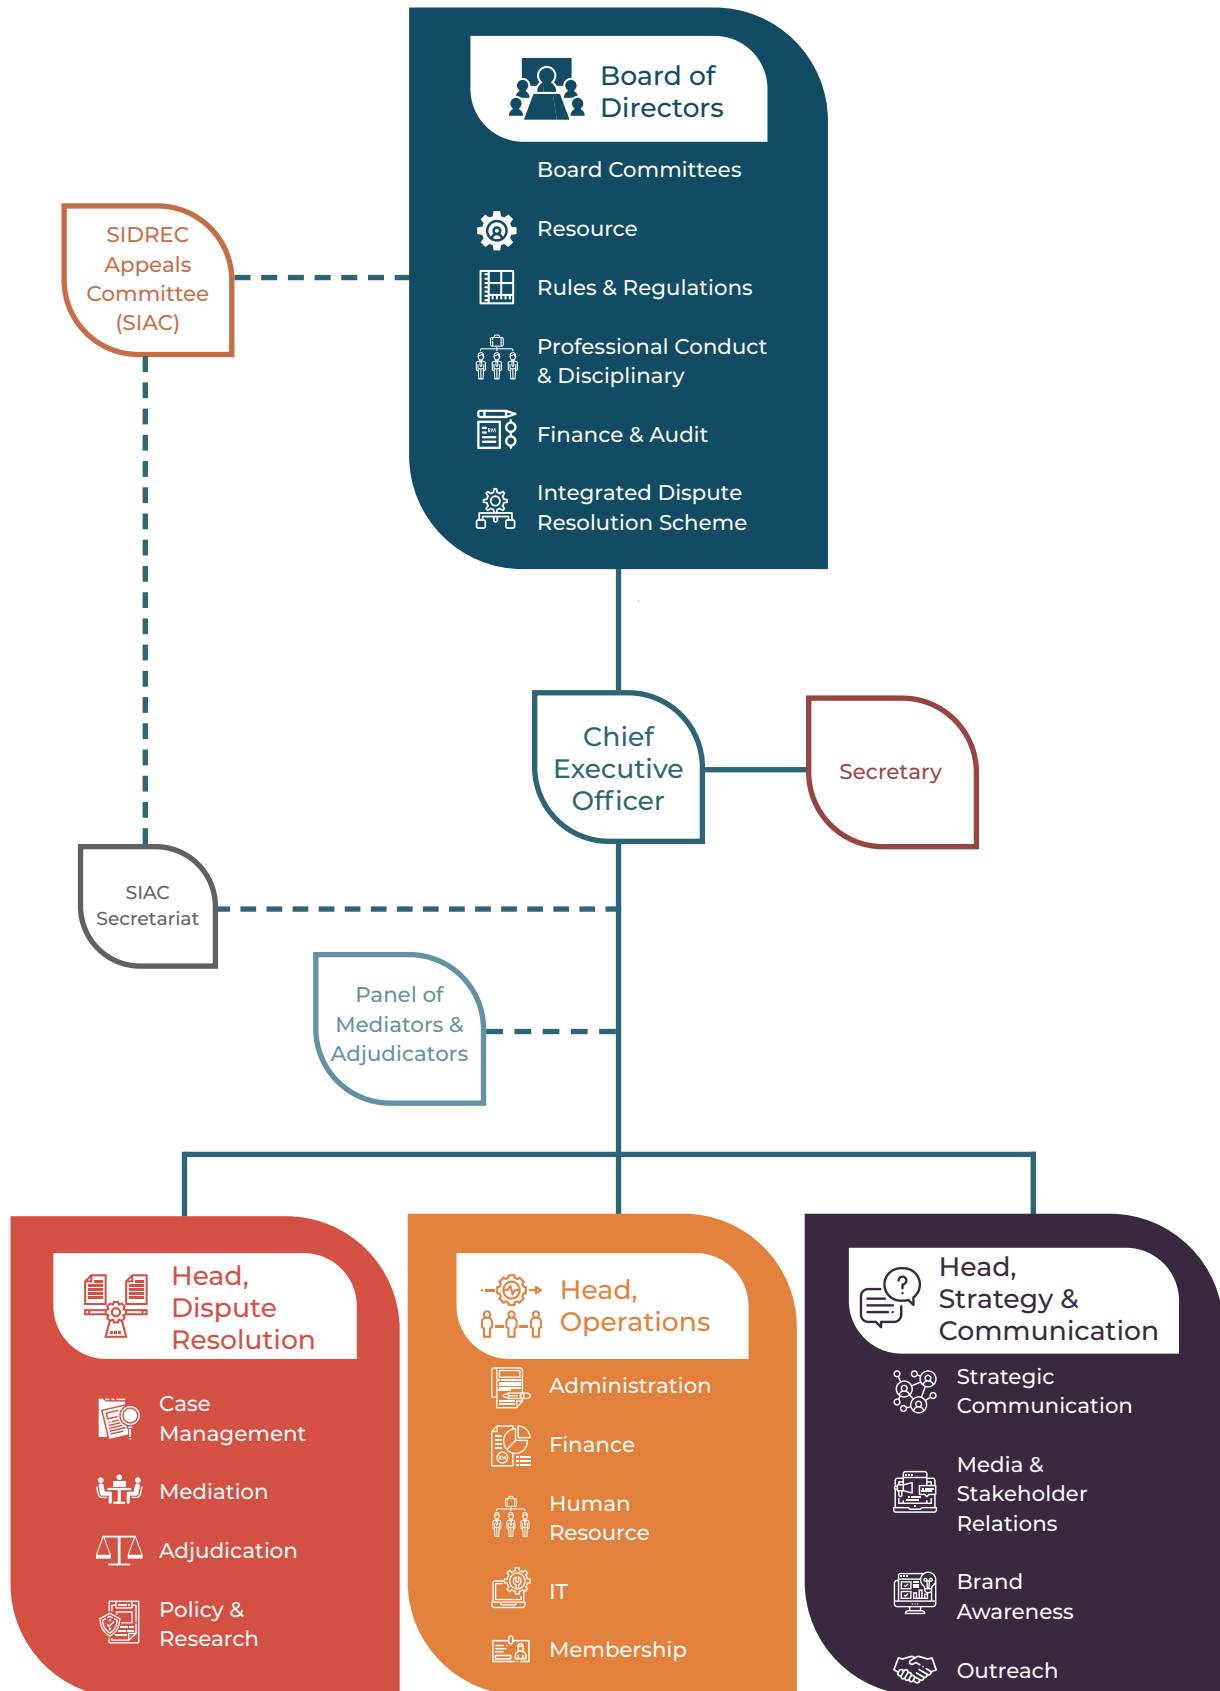 Board of
Directors
Board Committees
Resource
Rules & Regulations
Professional Conduct
& Disciplinary
Finance & Audit
Integrated Dispute
Resolution Scheme
SIDREC
Appeals
Committee
(SIAC)
Chief
Executive
Officer
Secretary
SIAC
Secretariat
Panel of
Mediators &
Adjudicators
Head,
Dispute
Resolution
Case
Management
Mediation
Adjudication
Policy &
Research
Head,
Operations
Administration
Finance
Human
Resource
IT
Membership
Head,
Strategy &
Communication
Strategic
Communication
Media &
Stakeholder
Relations
Brand
Awareness
Outreach